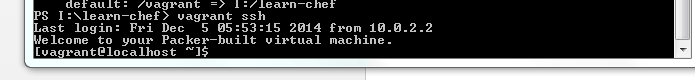 default: /vagrant => I:/learn-chef
PS I:\learn-chef> vagrant ssh
Last login: Fri Dec  5 05:53:15 2014 from 10.0.2.2
Welcome to your Packer-built virtual machine.
[vagrant@localhost ~]$